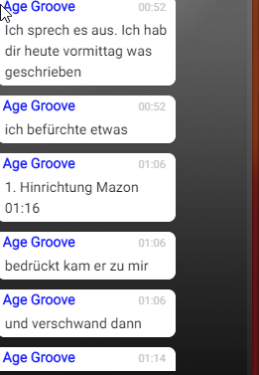 Age Groove 00:52
Ich sprech es aus. Ich hab
dir heute vormittag was
geschrieben
Age Groove 00:52
ich befürchte etwas
Age Groove 01:06
1. Hinrichtung Mazon
01:16
Age Groove 01:06
bedrückt kam er zu mir
Age Groove 01:06
und verschwand dann
Age Groove 01:14